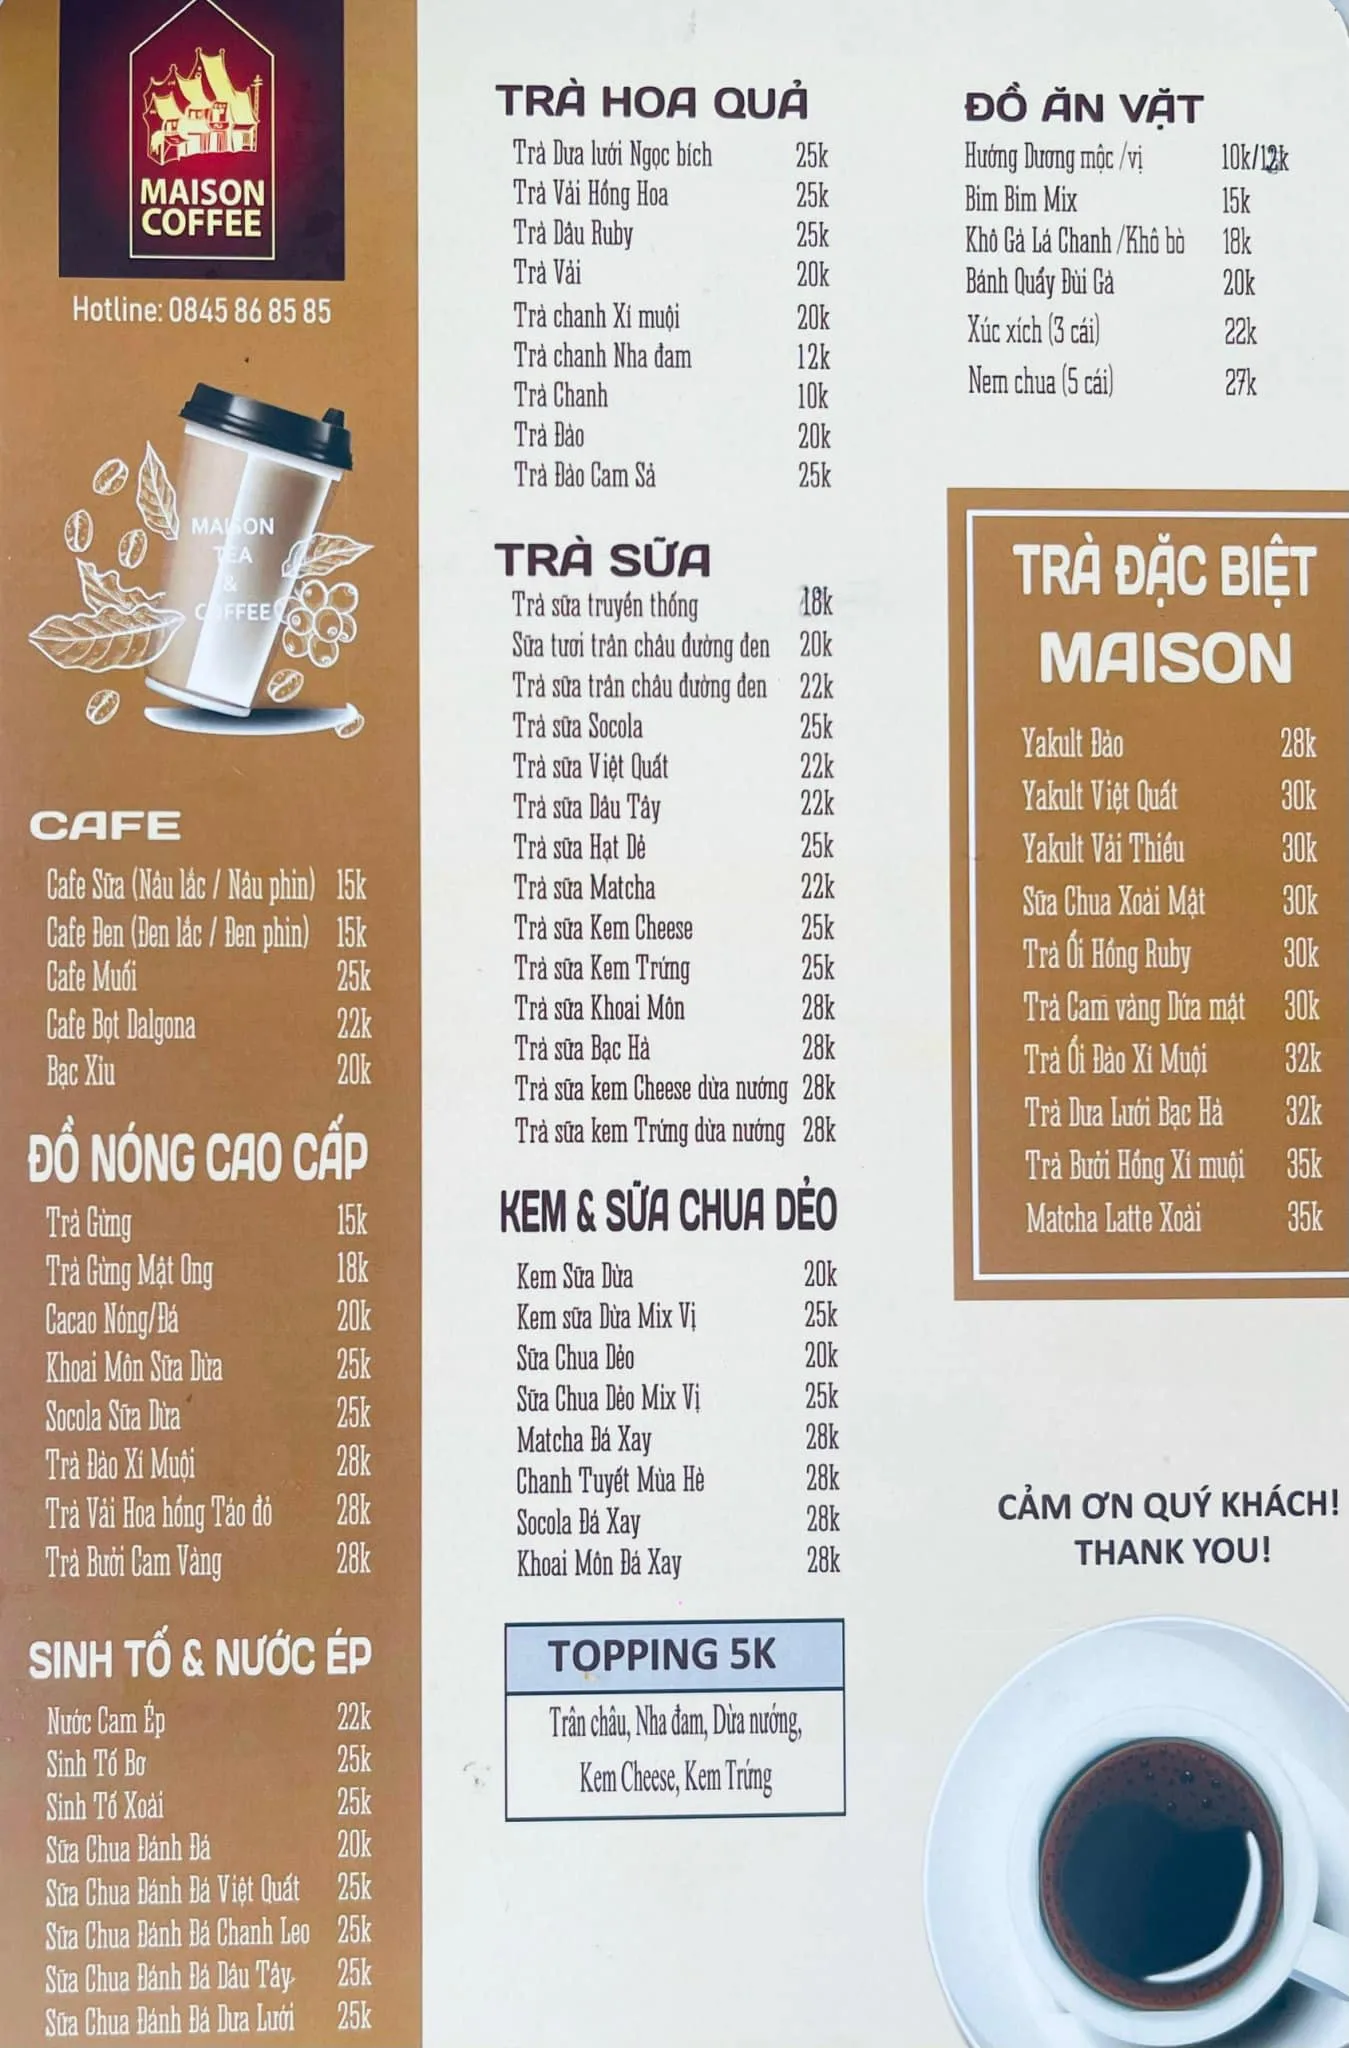 MAISON
COFFEE
Hotline: 0845 86 85 85
MAISON
TEA
&
COFFEE
CAFE
Cafe Sữa (Nâu lắc / Nâu phin) 15k
Cafe Đen (Đen lắc / Đen phin) 15k
Cafe Muối 25k
Cafe Bọt Dalgona 22k
Bạc Xỉu 20k
ĐỒ NÓNG CAO CẤP
Trà Gừng 15k
Trà Gừng Mật Ong 18k
Cacao Nóng/Đá 20k
Khoai Môn Sữa Dừa 25k
Socola Sữa Dừa 25k
Trà Đào Xí Muội 28k
Trà Vải Hoa hồng Táo đỏ 28k
Trà Bưởi Cam Vàng 28k
SINH TỐ & NƯỚC ÉP
Nước Cam Ép 22k
Sinh Tố Bơ 25k
Sinh Tố Xoài 25k
Sữa Chua Đánh Đá 20k
Sữa Chua Đánh Đá Việt Quất 25k
Sữa Chua Đánh Đá Chanh Leo 25k
Sữa Chua Đánh Đá Dâu Tây 25k
Sữa Chua Đánh Đá Dưa Lưới 25k
TRÀ HOA QUẢ
Trà Dưa lưới Ngọc bích 25k
Trà Vải Hồng Hoa 25k
Trà Dâu Ruby 25k
Trà Vải 20k
Trà chanh Xí muội 20k
Trà chanh Nha đam 12k
Trà Chanh 10k
Trà Đào 20k
Trà Đào Cam Sả 25k
TRÀ SỮA
Trà sữa truyền thống 18k
Sữa tươi trân châu đường đen 20k
Trà sữa trân châu đường đen 22k
Trà sữa Socola 25k
Trà sữa Việt Quất 22k
Trà sữa Dâu Tây 22k
Trà sữa Hạt Dẻ 25k
Trà sữa Matcha 22k
Trà sữa Kem Cheese 25k
Trà sữa Kem Trứng 25k
Trà sữa Khoai Môn 28k
Trà sữa Bạc Hà 28k
Trà sữa kem Cheese dừa nướng 28k
Trà sữa kem Trứng dừa nướng 28k
KEM & SỮA CHUA DẺO
Kem Sữa Dừa 20k
Kem sữa Dừa Mix Vị 25k
Sữa Chua Dẻo 20k
Sữa Chua Dẻo Mix Vị 25k
Matcha Đá Xay 28k
Chanh Tuyết Mùa Hè 28k
Socola Đá Xay 28k
Khoai Môn Đá Xay 28k
TOPPING 5K
Trân châu, Nha đam, Dừa nướng,
Kem Cheese, Kem Trứng
ĐỒ ĂN VẶT
Hướng Dương mộc /vị 10k/12k
Bim Bim Mix 15k
Khô Gà Lá Chanh /Khô bò 18k
Bánh Quẩy Đùi Gà 20k
Xúc xích (3 cái) 22k
Nem chua (5 cái) 27k
TRÀ ĐẶC BIỆT
MAISON
Yakult Đào 28k
Yakult Việt Quất 30k
Yakult Vải Thiều 30k
Sữa Chua Xoài Mật 30k
Trà Ổi Hồng Ruby 30k
Trà Cam vàng Dứa mật 30k
Trà Ổi Đào Xí Muội 32k
Trà Dưa Lưới Bạc Hà 32k
Trà Bưởi Hồng Xí muội 35k
Matcha Latte Xoài 35k
CẢM ƠN QUÝ KHÁCH!
THANK YOU!